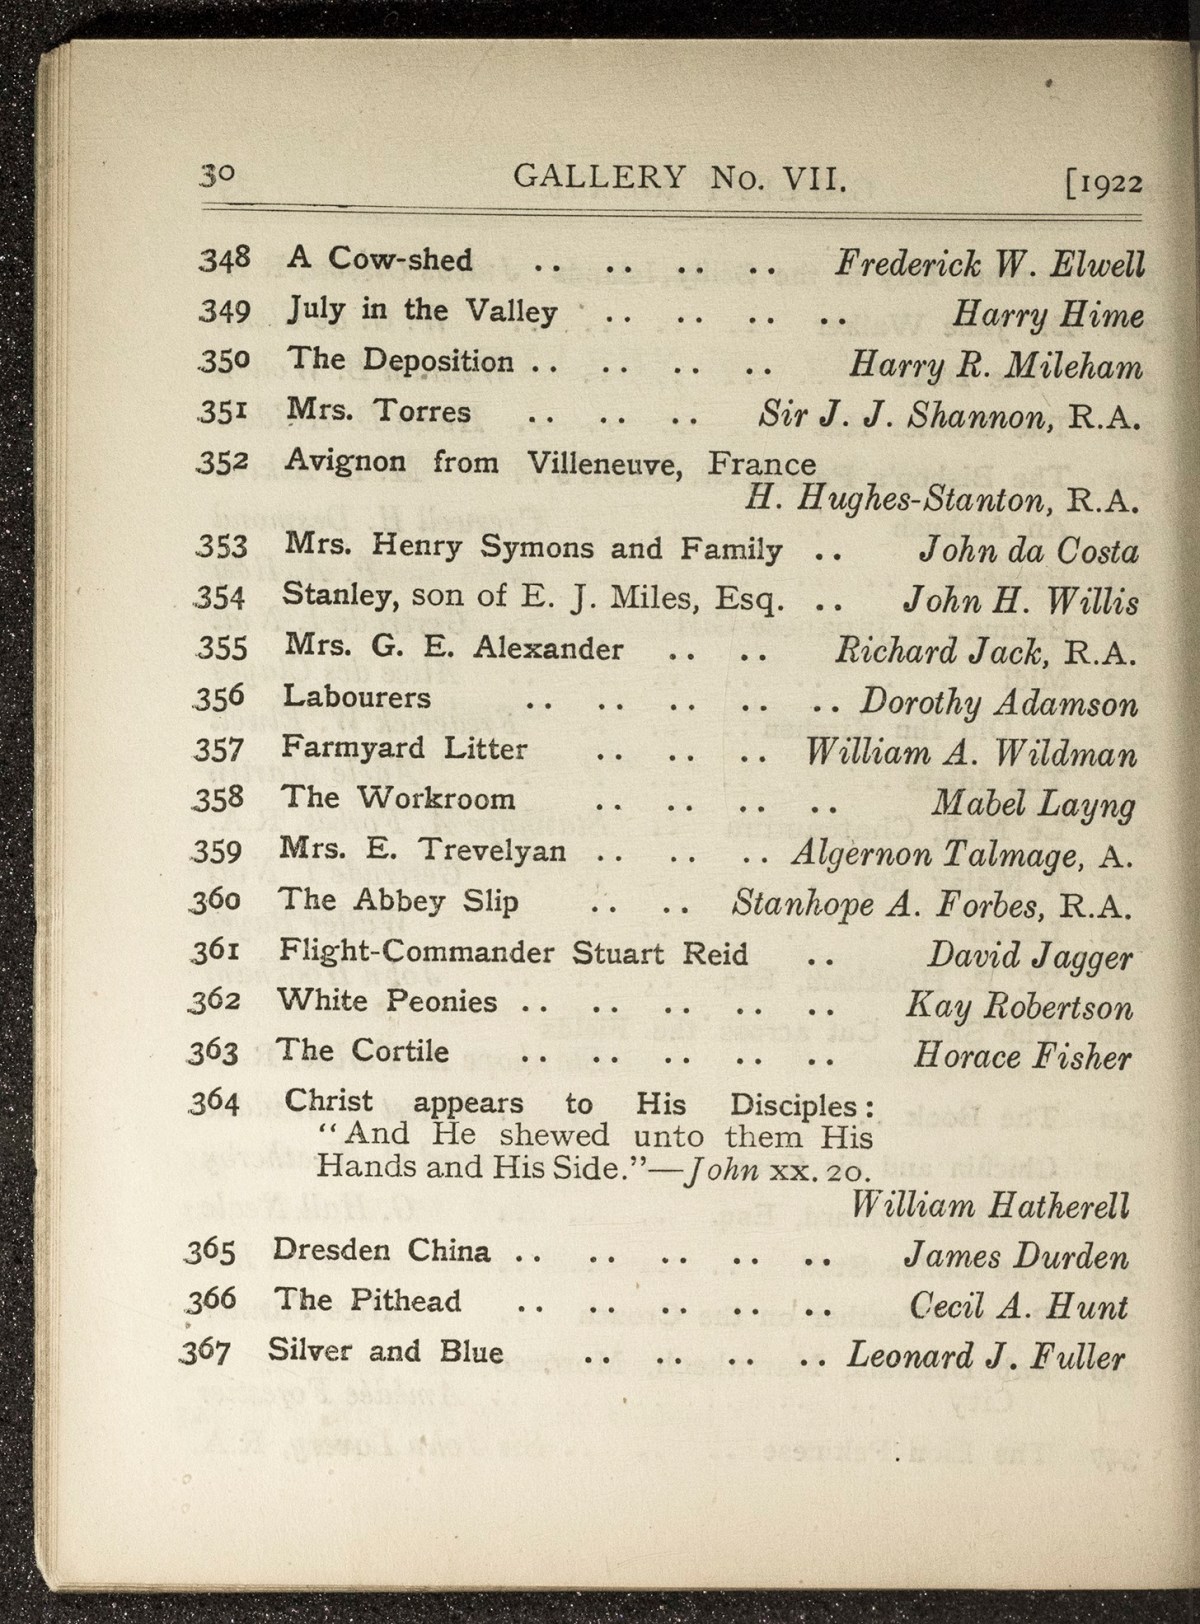 30 GALLERY No. VII. [1922
348 A Cow-shed .. .. .. .. Frederick W. Elwell
349 July in the Valley .. .. .. .. Harry Hime
350 The Deposition .. .. .. .. Harry R. Mileham
351 Mrs. Torres .. .. .. Sir J. J. Shannon, R.A.
352 Avignon from Villeneuve, France
H. Hughes-Stanton, R.A.
353 Mrs. Henry Symons and Family .. John da Costa
354 Stanley, son of E. J. Miles, Esq. .. John H. Willis
355 Mrs. G. E. Alexander .. .. Richard Jack, R.A.
356 Labourers .. .. .. .. .. Dorothy Adamson
357 Farmyard Litter .. .. .. William A. Wildman
358 The Workroom .. .. .. .. Mabel Layng
359 Mrs. E. Trevelyan .. .. .. Algernon Talmage, A.
360 The Abbey Slip .. .. Stanhope A. Forbes, R.A.
361 Flight-Commander Stuart Reid .. David Jagger
362 White Peonies .. .. .. .. .. Kay Robertson
363 The Cortile .. .. .. .. .. Horace Fisher
364 Christ appears to His Disciples:
"And He shewed unto them His
Hands and His Side."—John xx. 20.
William Hatherell
365 Dresden China .. .. .. .. .. James Durden
366 The Pithead .. .. .. .. .. Cecil A. Hunt
367 Silver and Blue .. .. .. .. Leonard J. Fuller